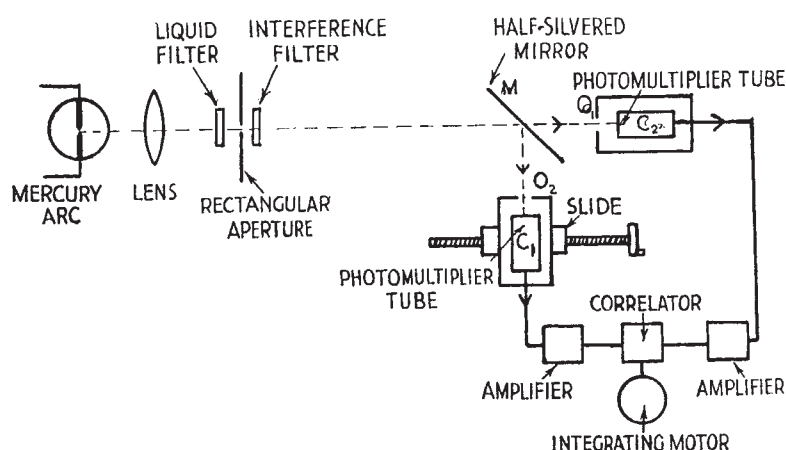 LIQUID
FILTER
INTERFERENCE
FILTER
HALF-SILVERED
MIRROR
M
PHOTOMULTIPLIER TUBE
O₁
C₂
MERCURY
ARC
LENS
RECTANGULAR
APERTURE
O₂
SLIDE
C₁
PHOTOMULTIPLIER
TUBE
CORRELATOR
AMPLIFIER
AMPLIFIER
INTEGRATING MOTOR